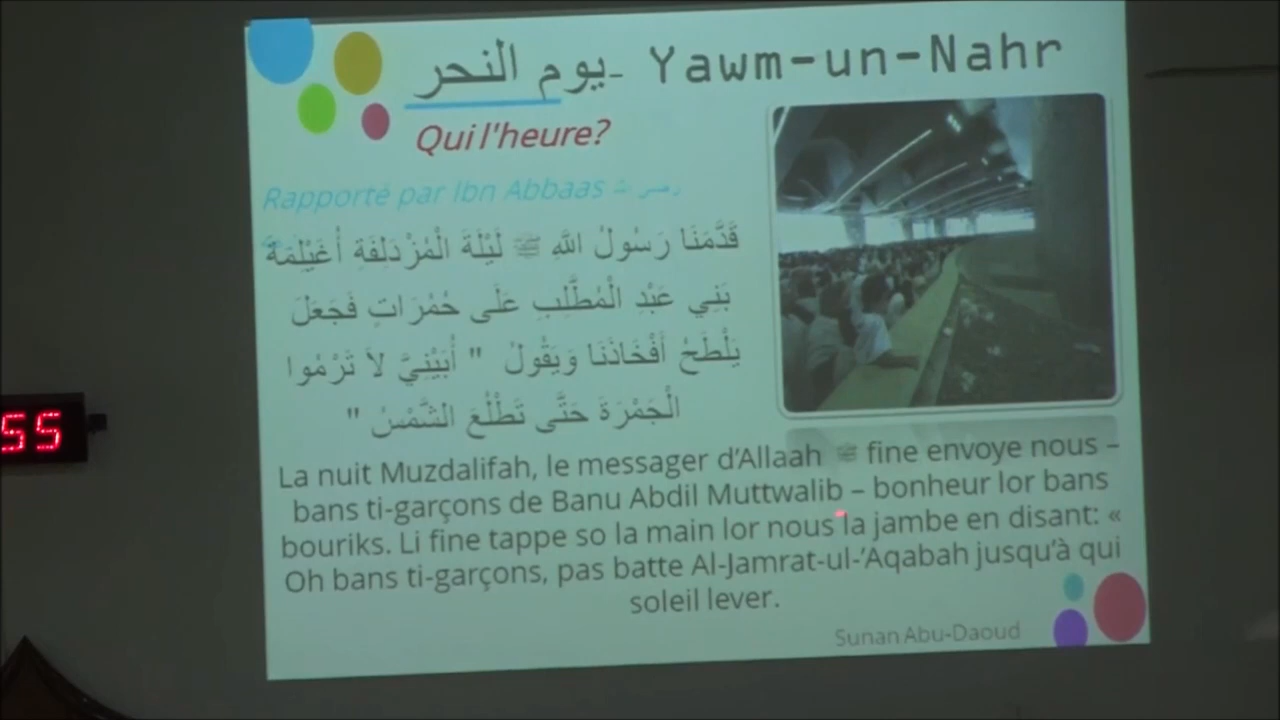 يوم النحر- Yawm-un-Nahr
Qui l'heure?
Rapporté par Ibn Abbaas رضي الله
قَدَّمَنَا رَسُولُ اللَّهِ ﷺ لَيْلَةَ الْمُزْدَلِفَةِ أُغَيْلِمَةَ
بَنِي عَبْدِ الْمُطَّلِبِ عَلَى حُمُرَاتٍ فَجَعَلَ
يَلْطَحُ أَفْخَاذَنَا وَيَقُولُ " أُبَيْنِيَّ لاَ تَرْمُوا
الْجَمْرَةَ حَتَّى تَطْلُعَ الشَّمْسُ "
La nuit Muzdalifah, le messager d’Allaah ﷺ fine envoye nous –
bans ti-garçons de Banu Abdil Muttwalib – bonheur lor bans
bouriks. Li fine tappe so la main lor nous la jambe en disant: «
Oh bans ti-garçons, pas batte Al-Jamrat-ul-‘Aqabah jusqu’à qui
soleil lever.
Sunan Abu-Daoud
55